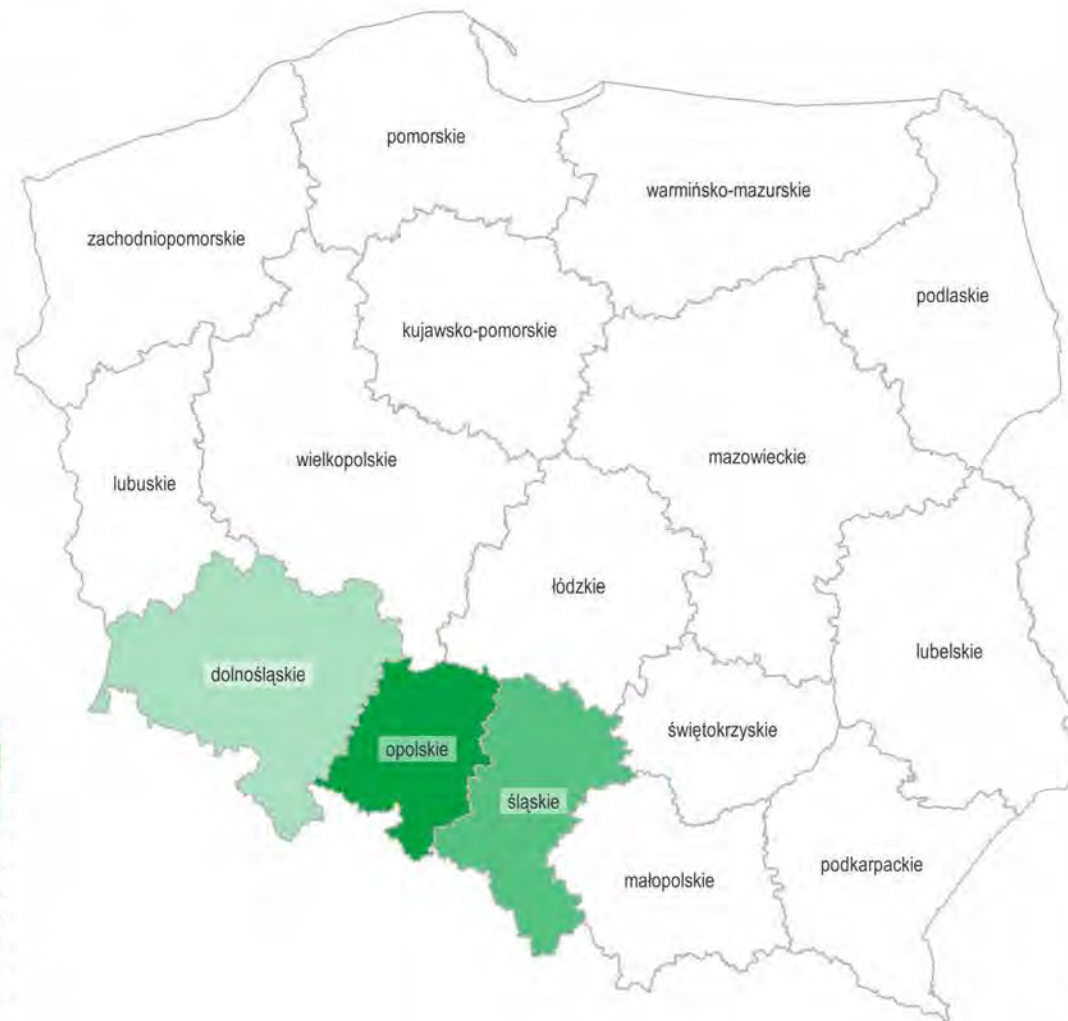 pomorskie
warmińsko-mazurskie
zachodniopomorskie
podlaskie
kujawsko-pomorskie
mazowieckie
wielkopolskie
lubuskie
łódzkie
lubelskie
dolnośląskie
świętokrzyskie
opolskie
śląskie
podkarpackie
małopolskie